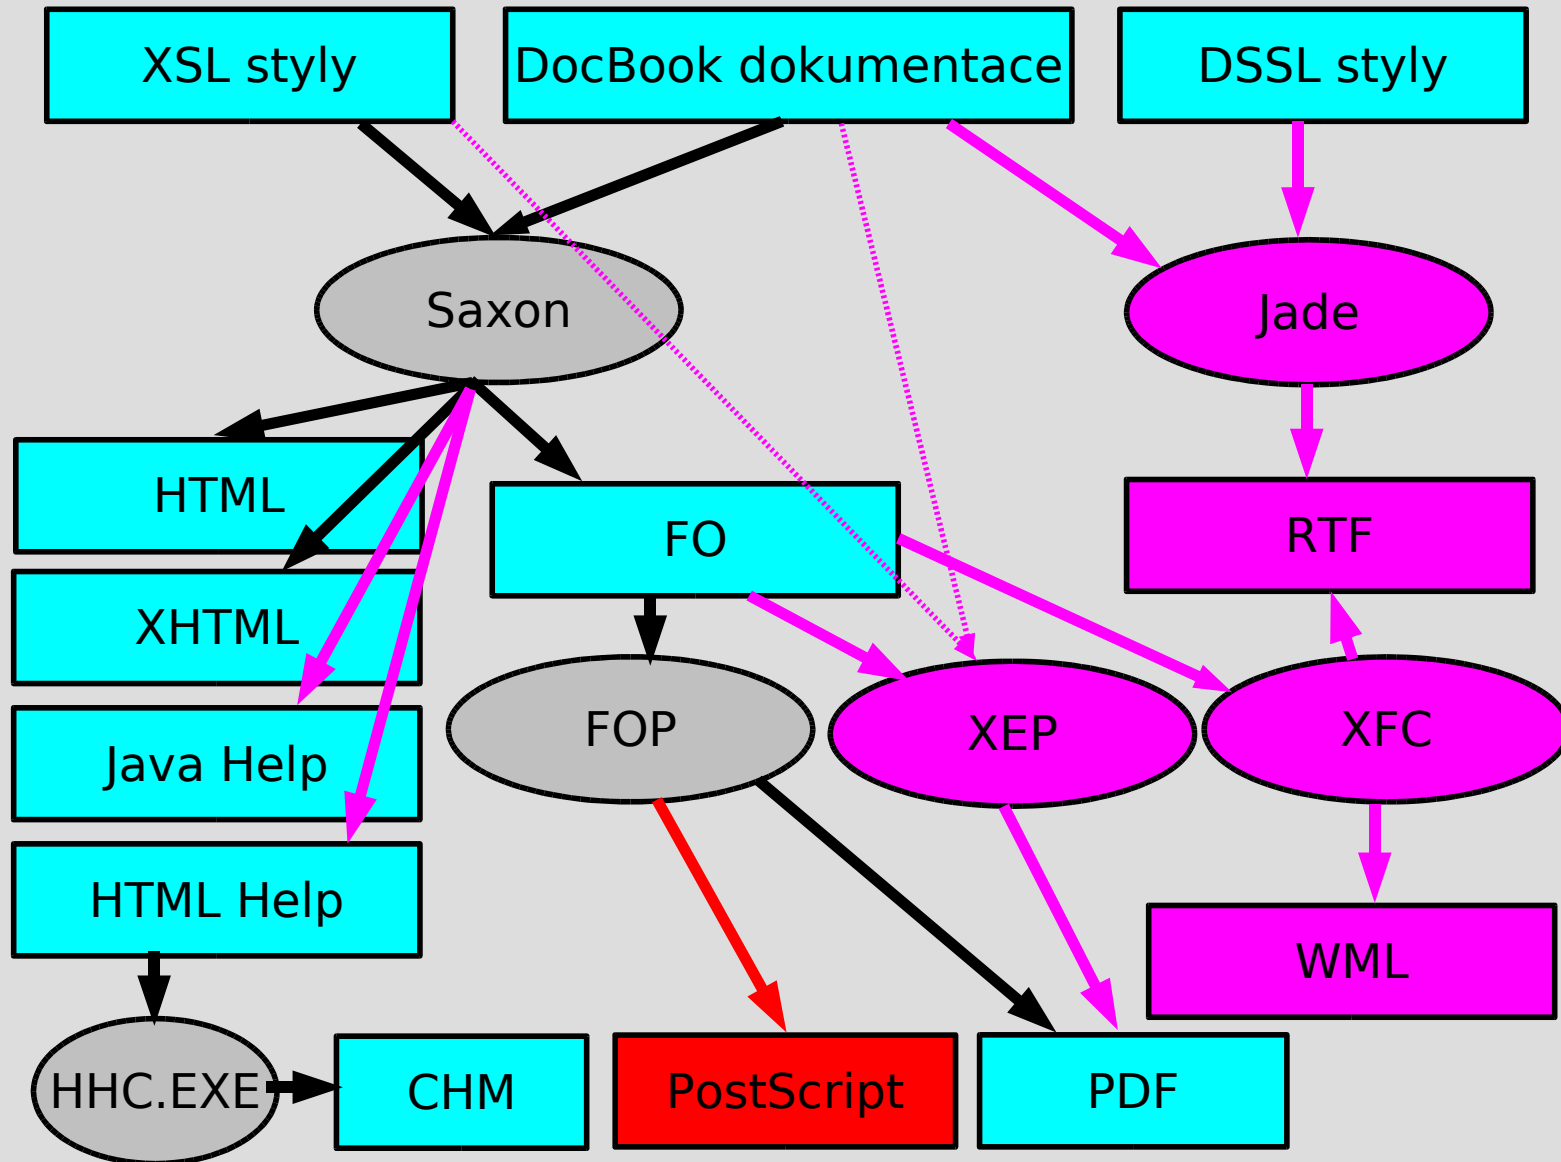 XSL styly
DocBook dokumentace
DSSL styly
Saxon
Jade
HTML
FO
RTF
XHTML
FOP
XEP
XFC
Java Help
HTML Help
WML
HHC.EXE
CHM
PostScript
PDF